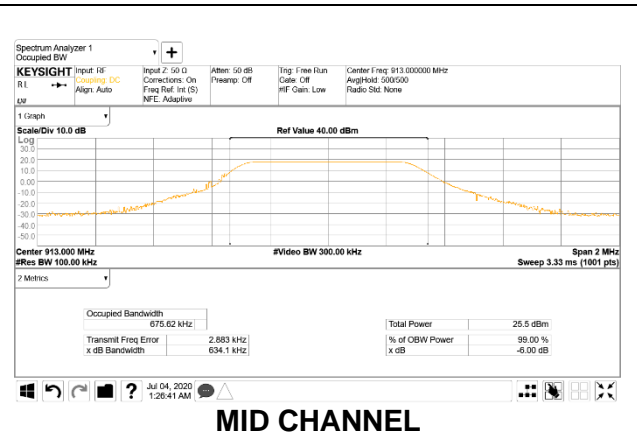 Spectrum Analyzer 1
Occupied BW
KEYSIGHT Input: RF Input Z: 50 Ω Atten: 50 dB Trig: Free Run Center Freq: 913.000000 MHz
R L Coupling: DC Corrections: On Preamp: Off Gate: Off Avg|Hold: 500/500
Align: Auto Freq Ref: Int (S) #IF Gain: Low Radio Std: None
NFE: Adaptive
1 Graph
Scale/Div 10.0 dB Ref Value 40.00 dBm
Log
30.0
20.0
10.0
0.00
-10.0
-20.0
-30.0
-40.0
-50.0
Center 913.000 MHz #Video BW 300.00 kHz Span 2 MHz
#Res BW 100.00 kHz Sweep 3.33 ms (1001 pts)
2 Metrics
Occupied Bandwidth
675.62 kHz Total Power 25.5 dBm
Transmit Freq Error 2.883 kHz % of OBW Power 99.00 %
x dB Bandwidth 634.1 kHz x dB -6.00 dB
? Jul 04, 2020
1:26:41 AM
MID CHANNEL